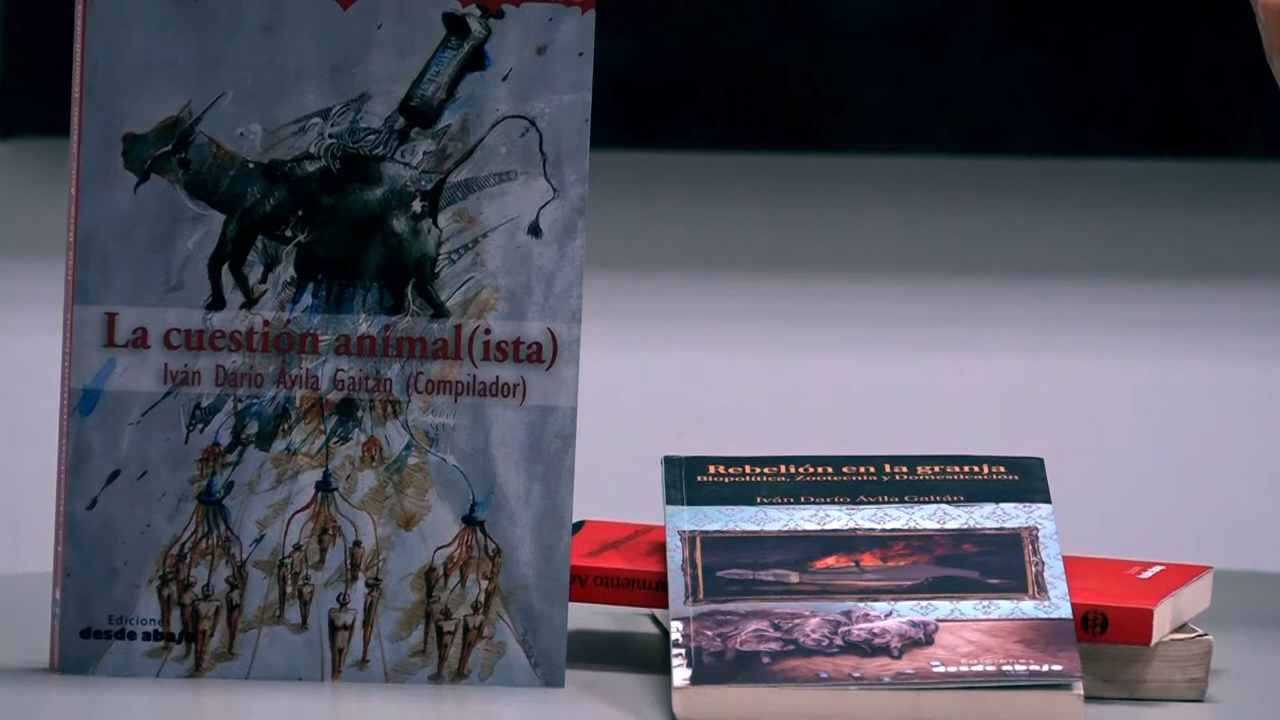 La cuestión animal(ista)
Iván Darío Ávila Gaitán (Compilador)
Ediciones
desde abajo
Rebelión en la granja
Biopolítica, Zootecnia y Domesticación
Iván Darío Ávila Gaitán
Ediciones
desde abajo